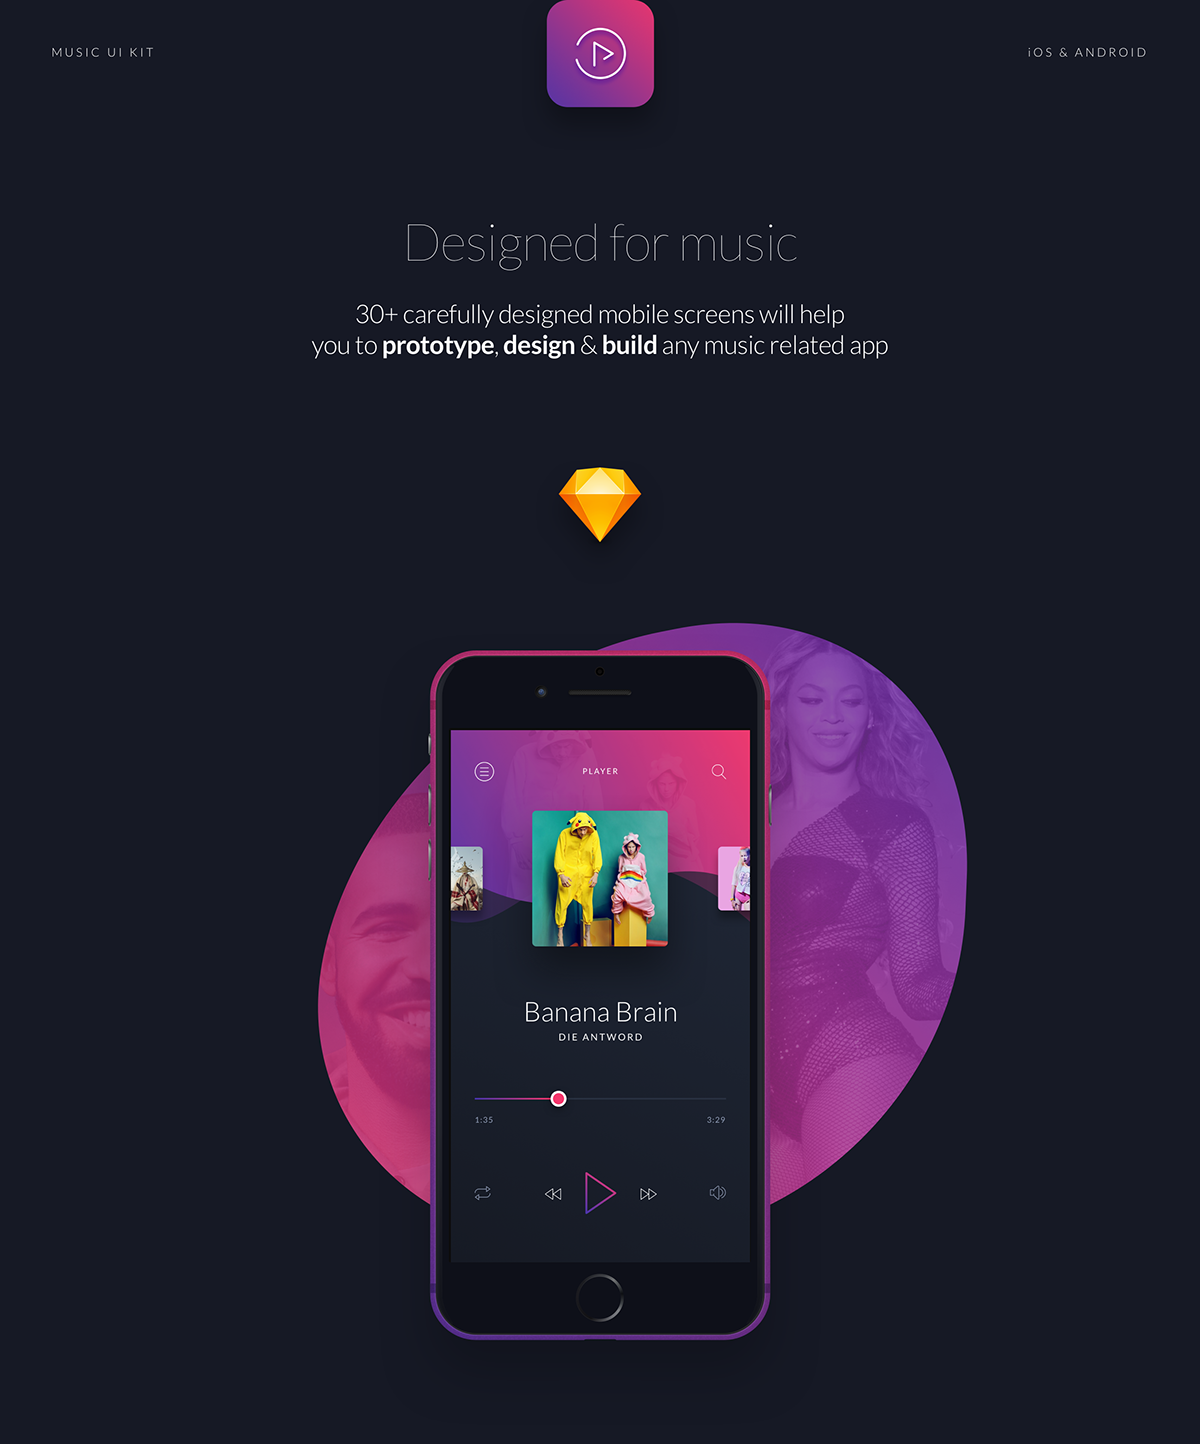 MUSIC UI KIT
iOS & ANDROID
Designed for music
30+ carefully designed mobile screens will help
you to prototype, design & build any music related app
PLAYER
Banana Brain
DIE ANTWORD
1:35
3:29